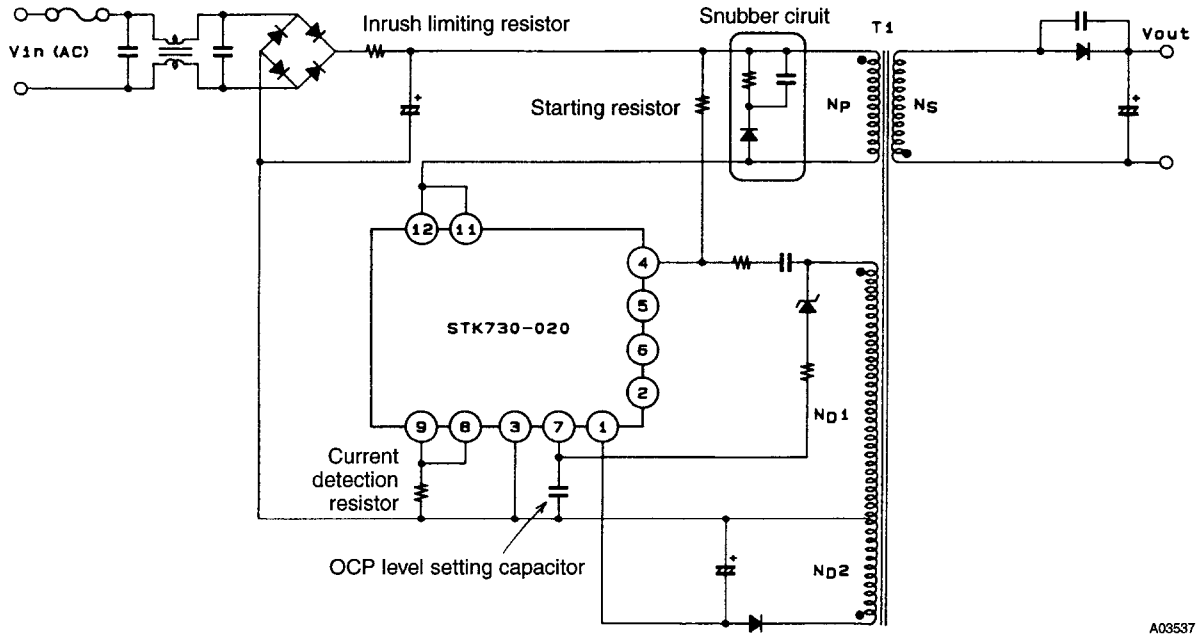 Inrush limiting resistor
Snubber ciruit
T1
Vin (AC)
Vout
Starting resistor
NP
NS
12
11
4
5
STK730-020
6
2
ND1
9
8
3
7
1
Current
detection
resistor
OCP level setting capacitor
ND2
A03537